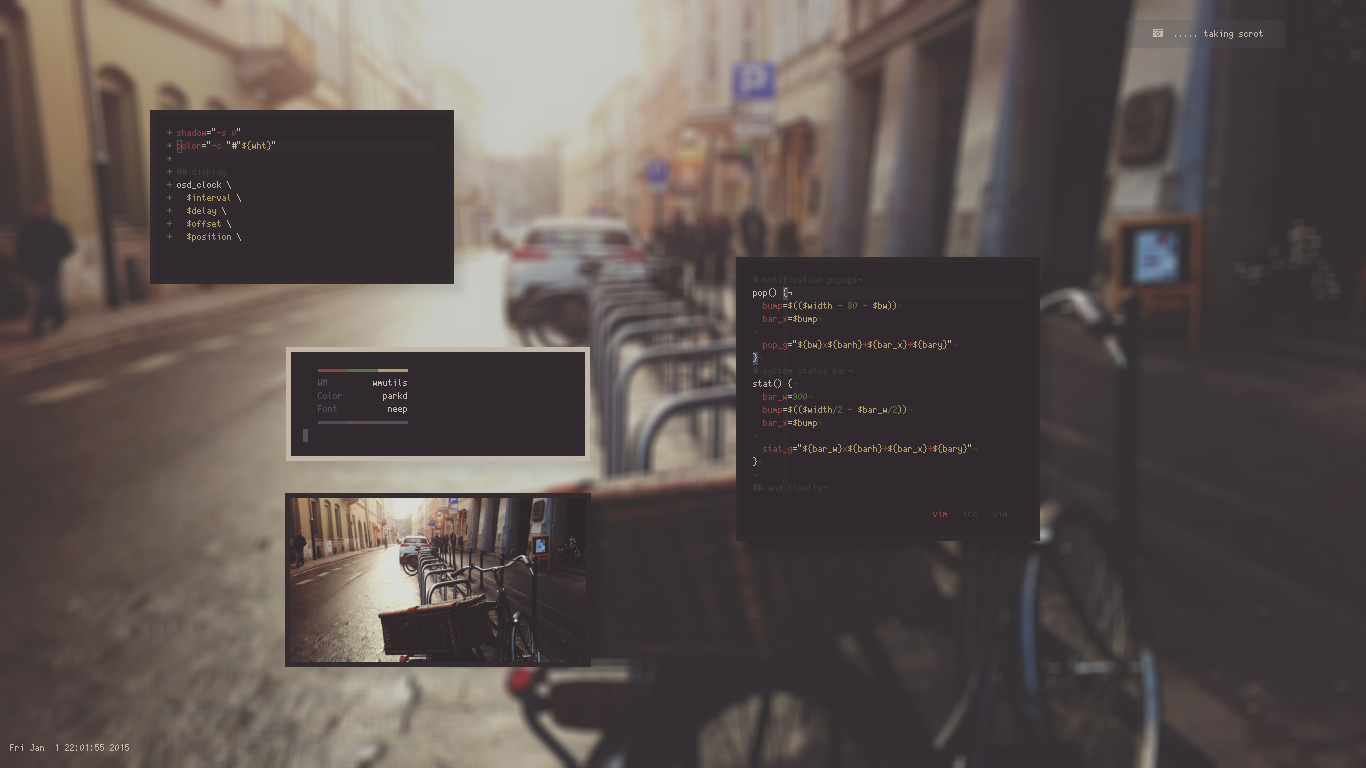 ..... taking scrot
+ shadow="-s 0"
+ color="-c "#"${wht}"
+
+ ## display
+ osd_clock \
+   $interval \
+   $delay \
+   $offset \
+   $position \
# notification popups¬
pop() {¬
  bump=$(($width - 80 - $bw))¬
  bar_x=$bump¬
¬
  pop_g="${bw}x${barh}+${bar_x}+${bary}"¬
}¬
# system status bar¬
stat() {¬
  bar_w=900¬
  bump=$(($width/2 - $bar_w/2))¬
  bar_x=$bump¬
¬
  stat_g="${bar_w}x${barh}+${bar_x}+${bary}"¬
}¬
¬
## and finally¬
vim irc vim
WM wmutils
Color parkd
Font neep
P
Fri Jan  1 22:01:55 2015